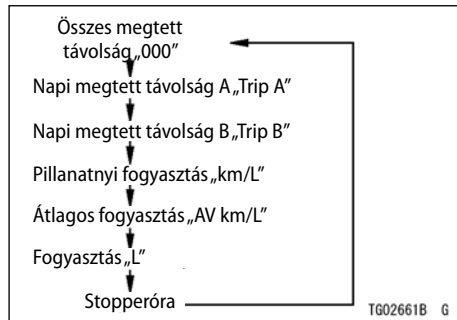 Összes megtett
távolság „000”
Napi megtett távolság A „Trip A”
Napi megtett távolság B „Trip B”
Pillanatnyi fogyasztás „km/L”
Átlagos fogyasztás „AV km/L”
Fogyasztás „L”
Stopperóra
TG02661B G